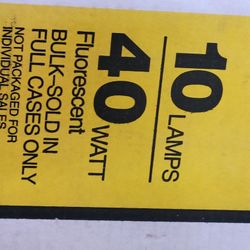 10 LAMPS
40 WATT
Fluorescent
BULK-SOLD IN
FULL CASES ONLY
NOT PACKAGED FOR
INDIVIDUAL SALES